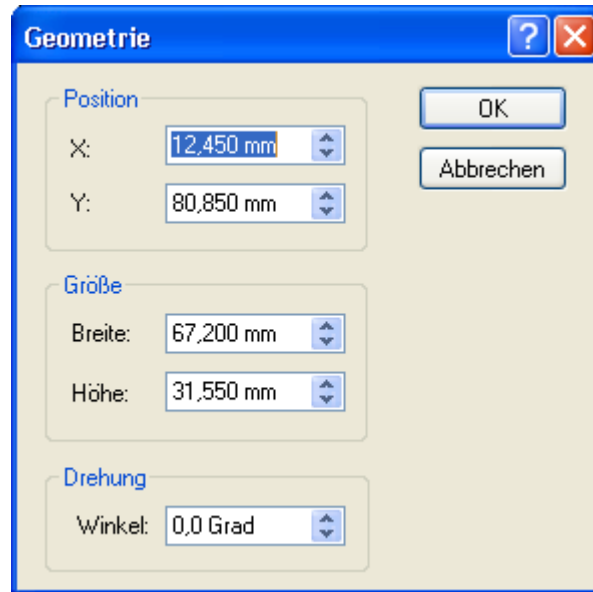 Geometrie
Position
X: 12,450 mm
Y: 80,850 mm
OK
Abbrechen
Größe
Breite: 67,200 mm
Höhe: 31,550 mm
Drehung
Winkel: 0,0 Grad